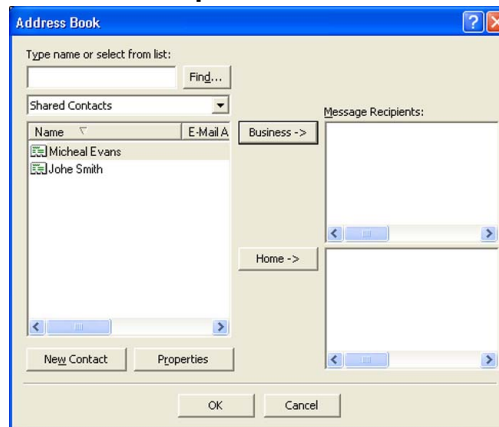 Address Book
Type name or select from list:
Find...
Shared Contacts
Message Recipients:
Name E-Mail A
Business ->
Micheal Evans
Johe Smith
Home ->
New Contact Properties
OK Cancel